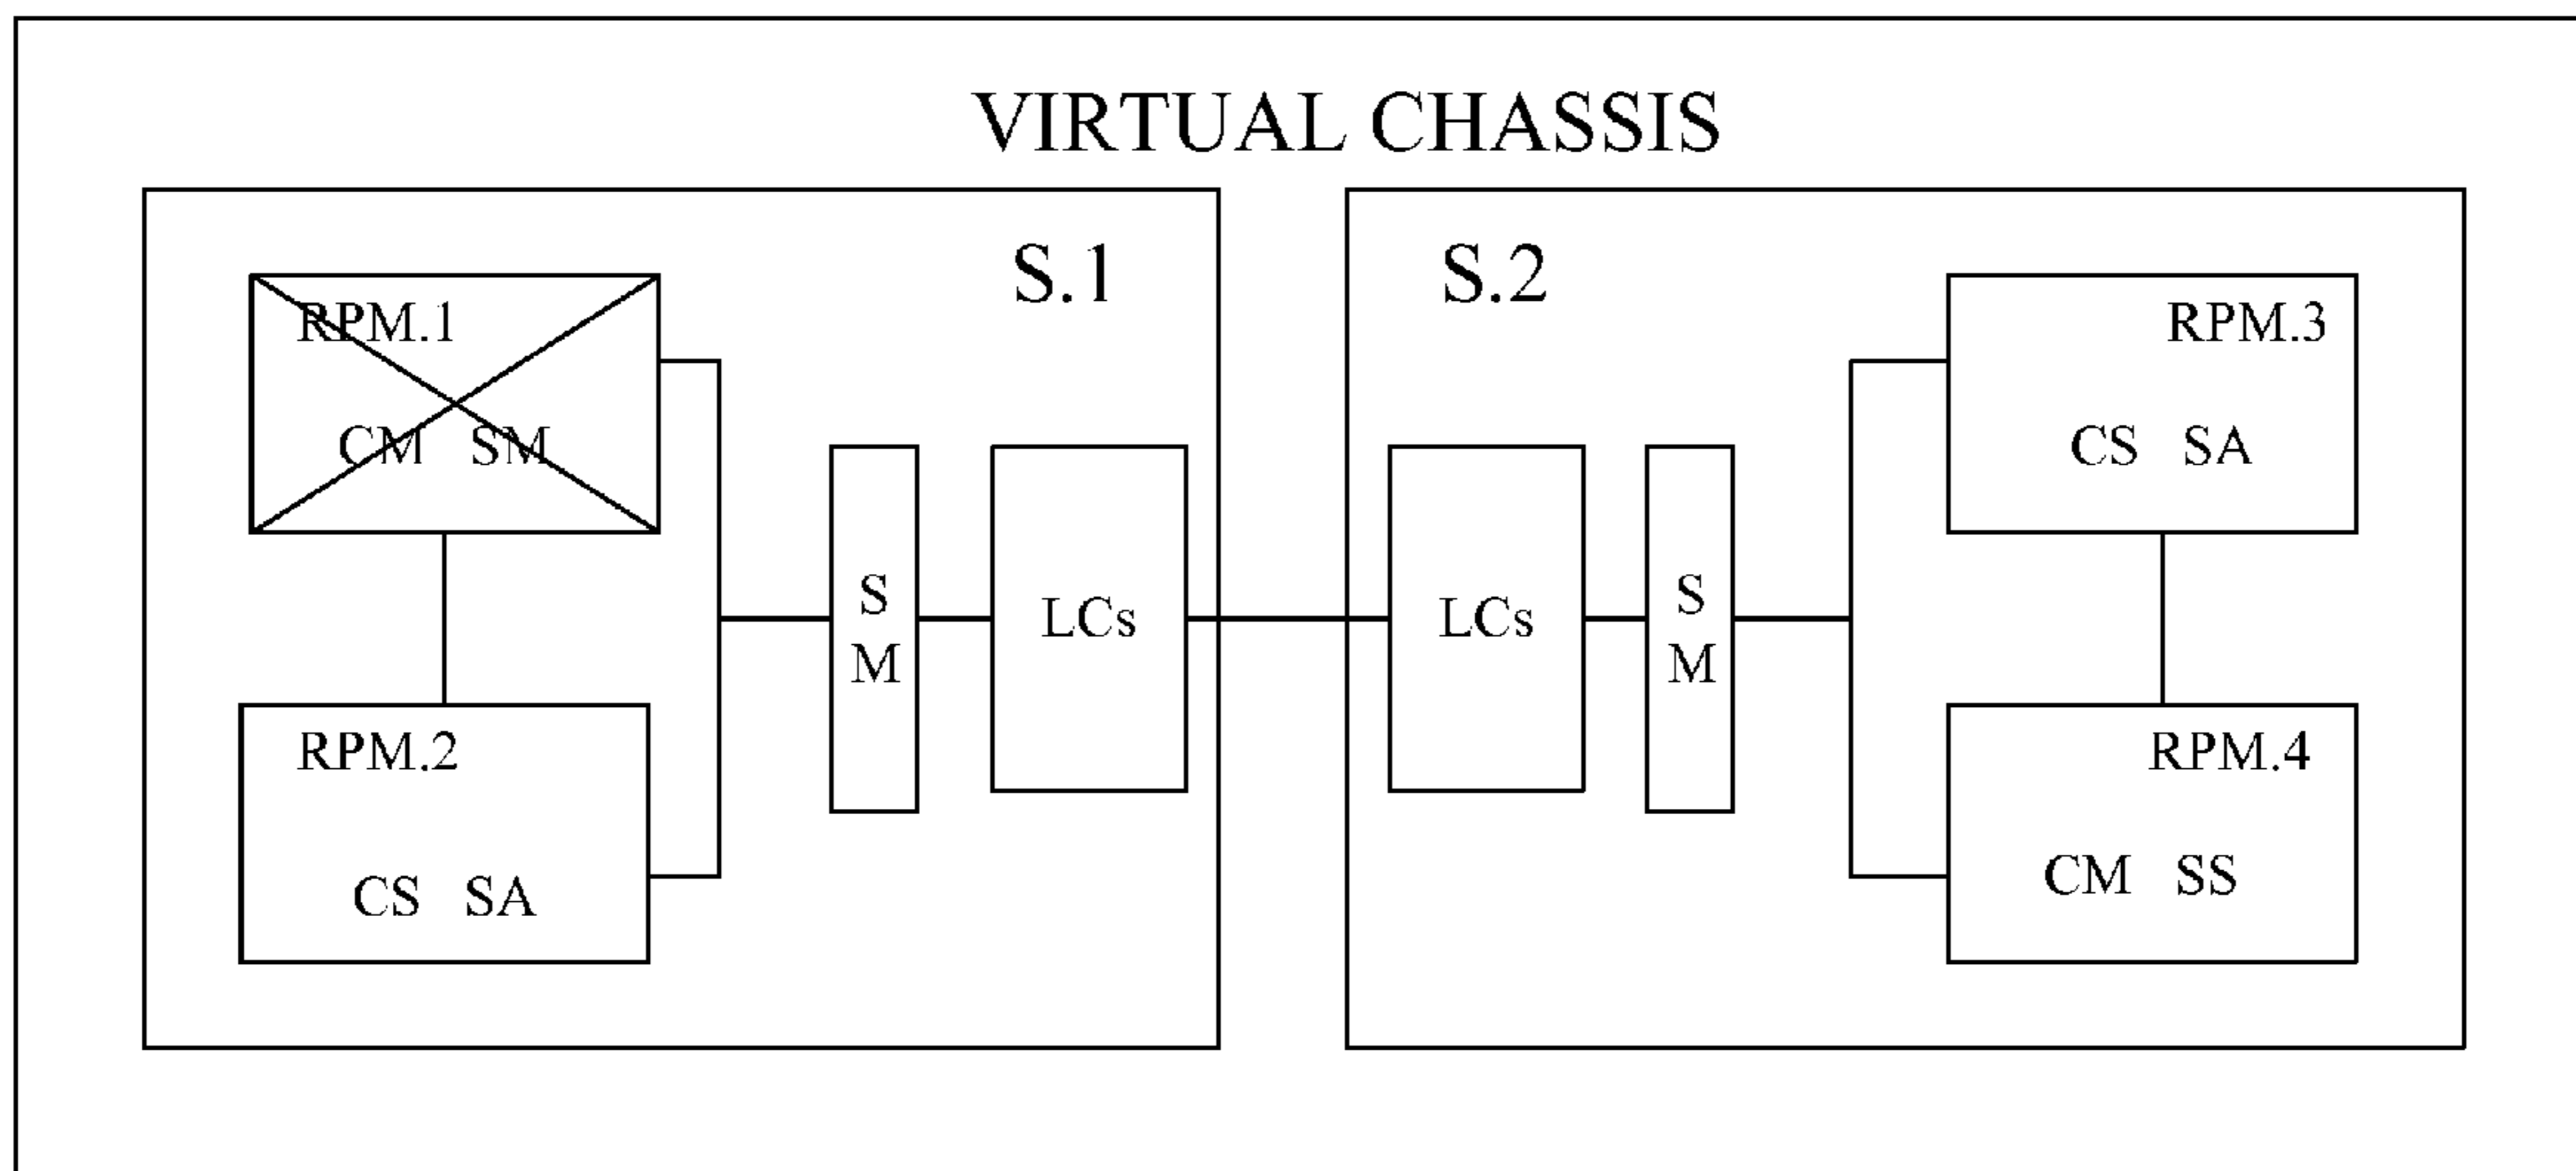 VIRTUAL CHASSIS
S.1
RPM.1
CM SM
RPM.2
CS SA
S
M
LCs
S.2
LCs
S
M
RPM.3
CS SA
RPM.4
CM SS